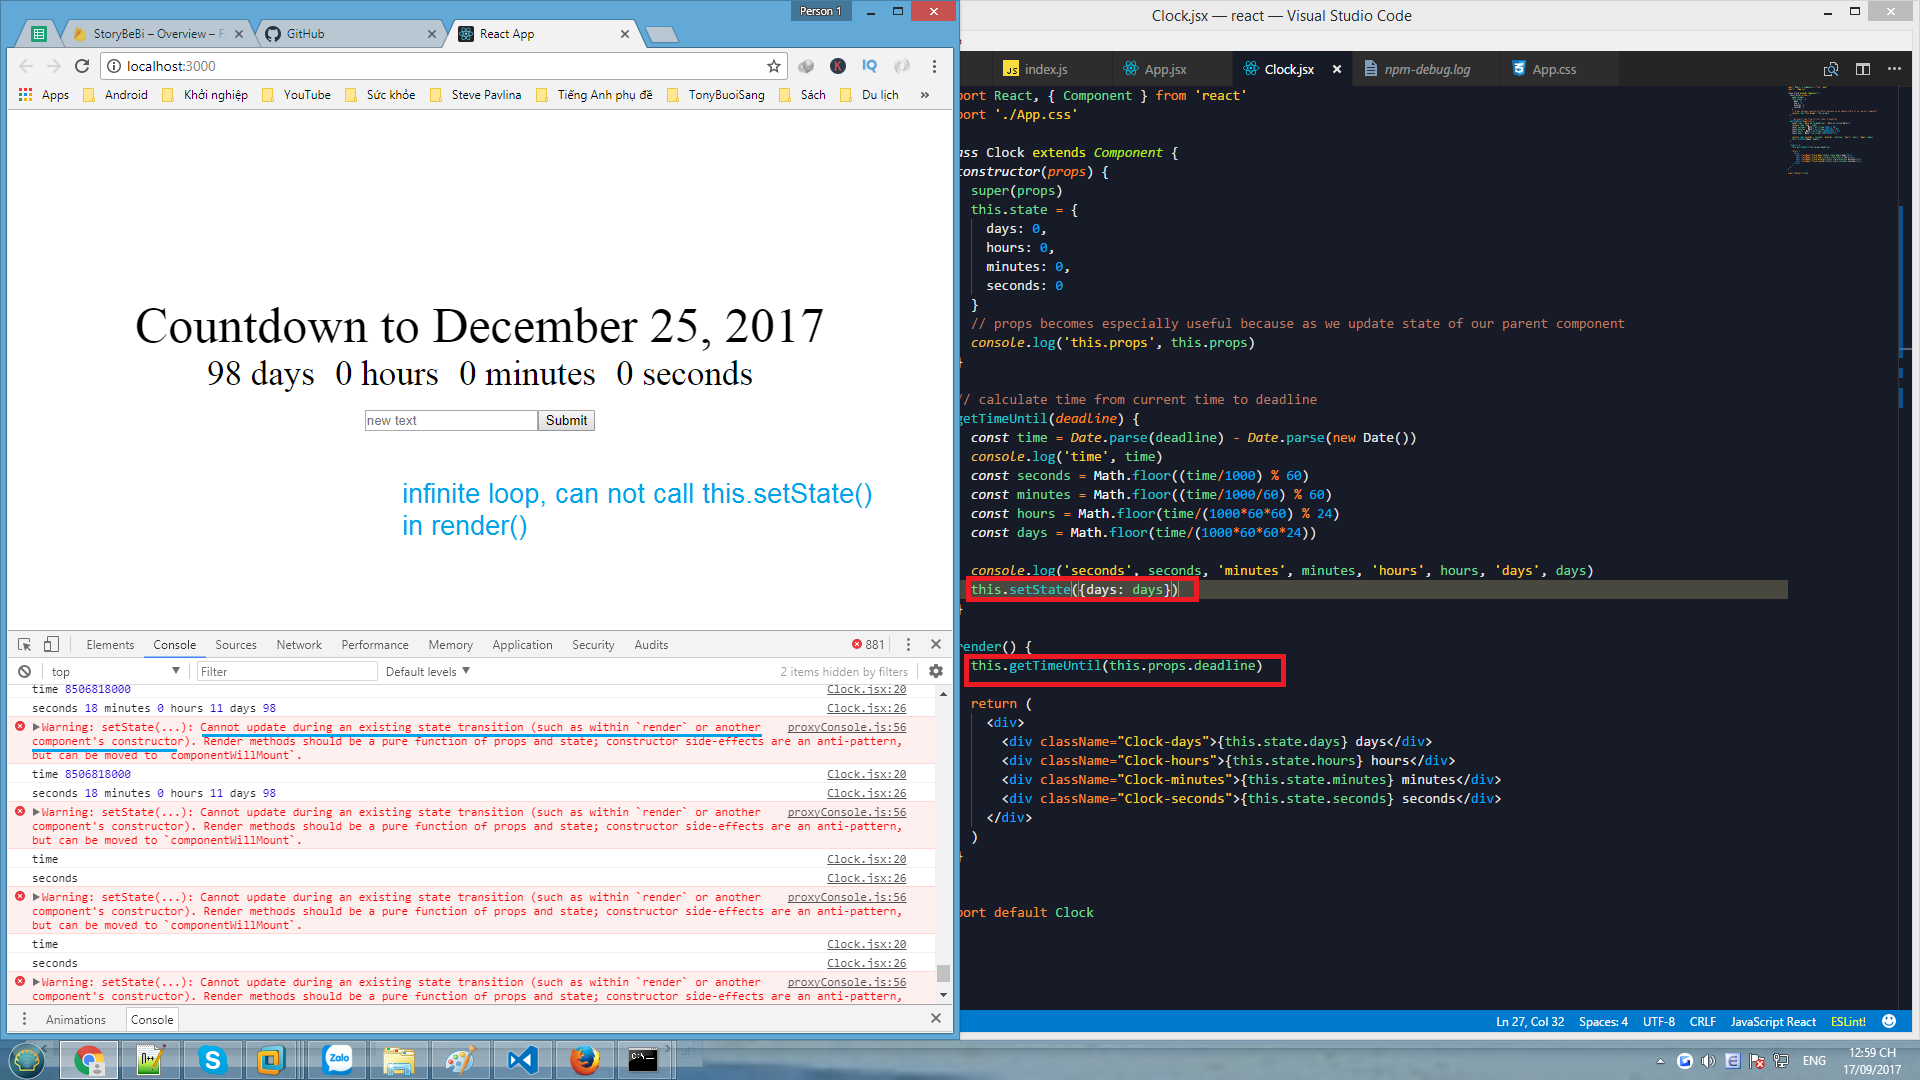 Person 1
StoryBeBi – Overview – F
GitHub
React App
localhost:3000
Apps Android Khởi nghiệp YouTube Sức khỏe Steve Pavlina Tiếng Anh phụ đề TonyBuoiSang Sách Du lịch »
Countdown to December 25, 2017
98 days 0 hours 0 minutes 0 seconds
new text Submit
infinite loop, can not call this.setState()
in render()
Elements Console Sources Network Performance Memory Application Security Audits 881
top Filter Default levels 2 items hidden by filters
time 8506818000 Clock.jsx:20
seconds 18 minutes 0 hours 11 days 98 Clock.jsx:26
Warning: setState(...): Cannot update during an existing state transition (such as within `render` or another proxyConsole.js:56
component's constructor). Render methods should be a pure function of props and state; constructor side-effects are an anti-pattern,
but can be moved to `componentWillMount`.
time 8506818000 Clock.jsx:20
seconds 18 minutes 0 hours 11 days 98 Clock.jsx:26
Warning: setState(...): Cannot update during an existing state transition (such as within `render` or another proxyConsole.js:56
component's constructor). Render methods should be a pure function of props and state; constructor side-effects are an anti-pattern,
but can be moved to `componentWillMount`.
time Clock.jsx:20
seconds Clock.jsx:26
Warning: setState(...): Cannot update during an existing state transition (such as within `render` or another proxyConsole.js:56
component's constructor). Render methods should be a pure function of props and state; constructor side-effects are an anti-pattern,
but can be moved to `componentWillMount`.
time Clock.jsx:20
seconds Clock.jsx:26
Warning: setState(...): Cannot update during an existing state transition (such as within `render` or another proxyConsole.js:56
component's constructor). Render methods should be a pure function of props and state; constructor side-effects are an anti-pattern,
Animations Console
Clock.jsx — react — Visual Studio Code
JS index.js App.jsx Clock.jsx npm-debug.log App.css
port React, { Component } from 'react'
port './App.css'
ass Clock extends Component {
constructor(props) {
super(props)
this.state = {
days: 0,
hours: 0,
minutes: 0,
seconds: 0
}
// props becomes especially useful because as we update state of our parent component
console.log('this.props', this.props)
}
// calculate time from current time to deadline
getTimeUntil(deadline) {
const time = Date.parse(deadline) - Date.parse(new Date())
console.log('time', time)
const seconds = Math.floor((time/1000) % 60)
const minutes = Math.floor((time/1000/60) % 60)
const hours = Math.floor(time/(1000*60*60) % 24)
const days = Math.floor(time/(1000*60*60*24))
console.log('seconds', seconds, 'minutes', minutes, 'hours', hours, 'days', days)
this.setState({days: days})
}
render() {
this.getTimeUntil(this.props.deadline)
return (
<div>
<div className="Clock-days">{this.state.days} days</div>
<div className="Clock-hours">{this.state.hours} hours</div>
<div className="Clock-minutes">{this.state.minutes} minutes</div>
<div className="Clock-seconds">{this.state.seconds} seconds</div>
</div>
)
}
port default Clock
Ln 27, Col 32 Spaces: 4 UTF-8 CRLF JavaScript React ESLint!
Zalo
ENG
12:59 CH
17/09/2017